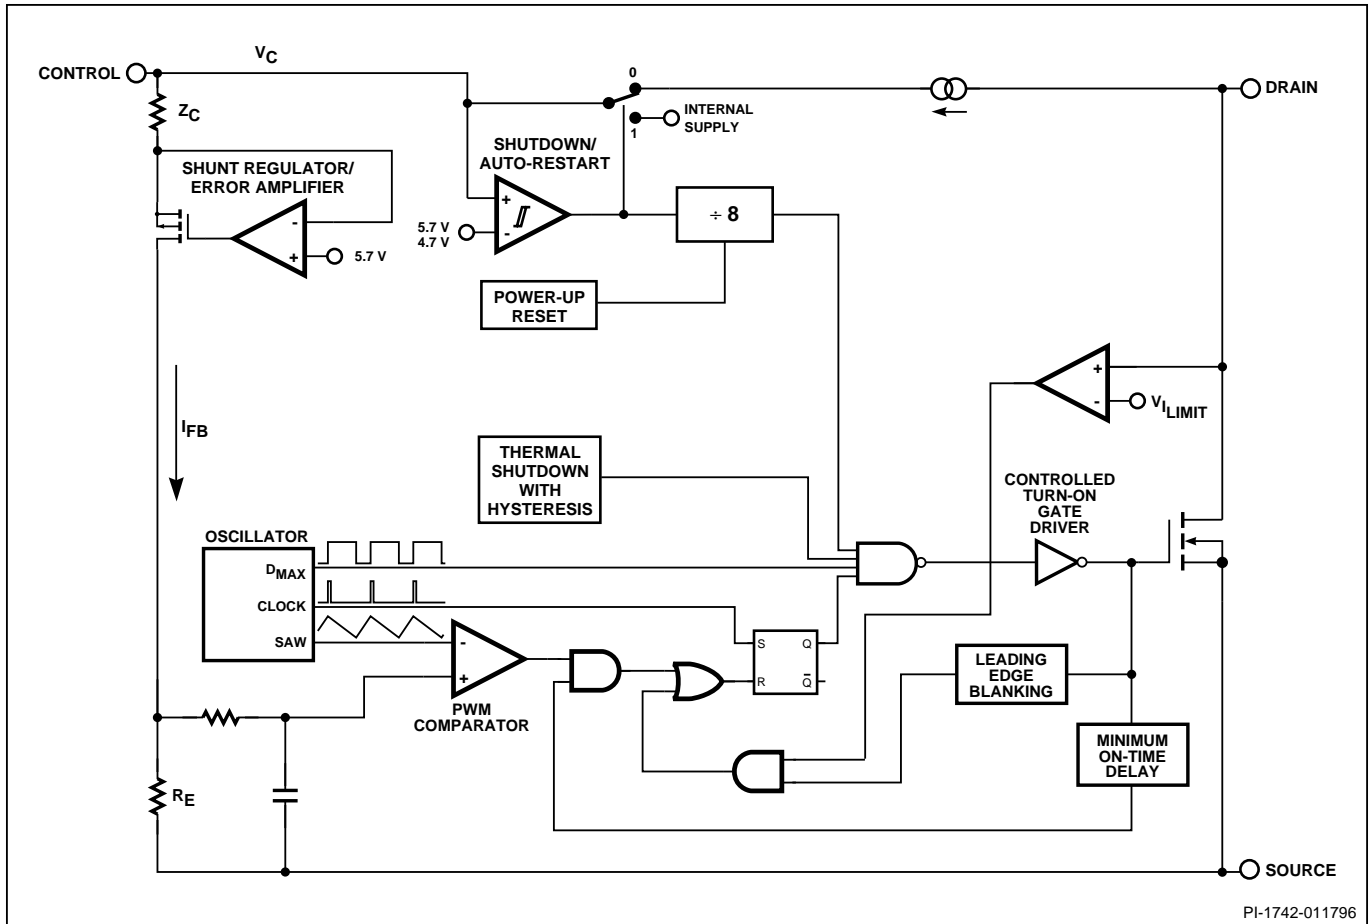 V_C
CONTROL
0
DRAIN
Z_C
INTERNAL
SUPPLY
1
SHUTDOWN/
AUTO-RESTART
SHUNT REGULATOR/
ERROR AMPLIFIER
+
-
5.7 V
4.7 V
÷ 8
-
+
5.7 V
POWER-UP
RESET
+
-
V_I_LIMIT
I_FB
THERMAL
SHUTDOWN
WITH
HYSTERESIS
CONTROLLED
TURN-ON
GATE
DRIVER
OSCILLATOR
D_MAX
CLOCK
SAW
-
+
PWM
COMPARATOR
S
Q
R
Q̅
LEADING
EDGE
BLANKING
MINIMUM
ON-TIME
DELAY
R_E
SOURCE
PI-1742-011796